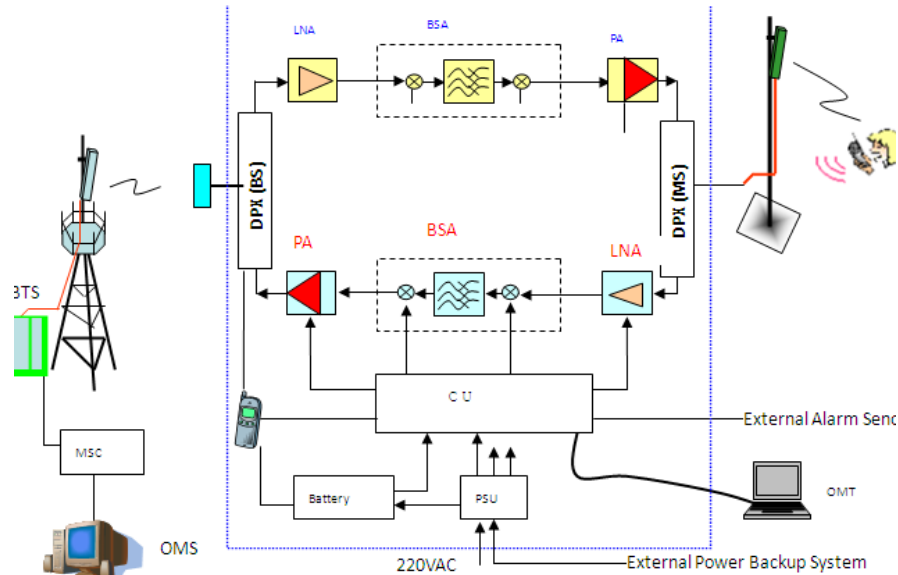 LNA
BSA
PA
DPX (BS)
DPX (MS)
PA
BSA
LNA
BTS
C U
External Alarm Senc
MSC
Battery
PSU
OMT
OMS
220VAC
External Power Backup System